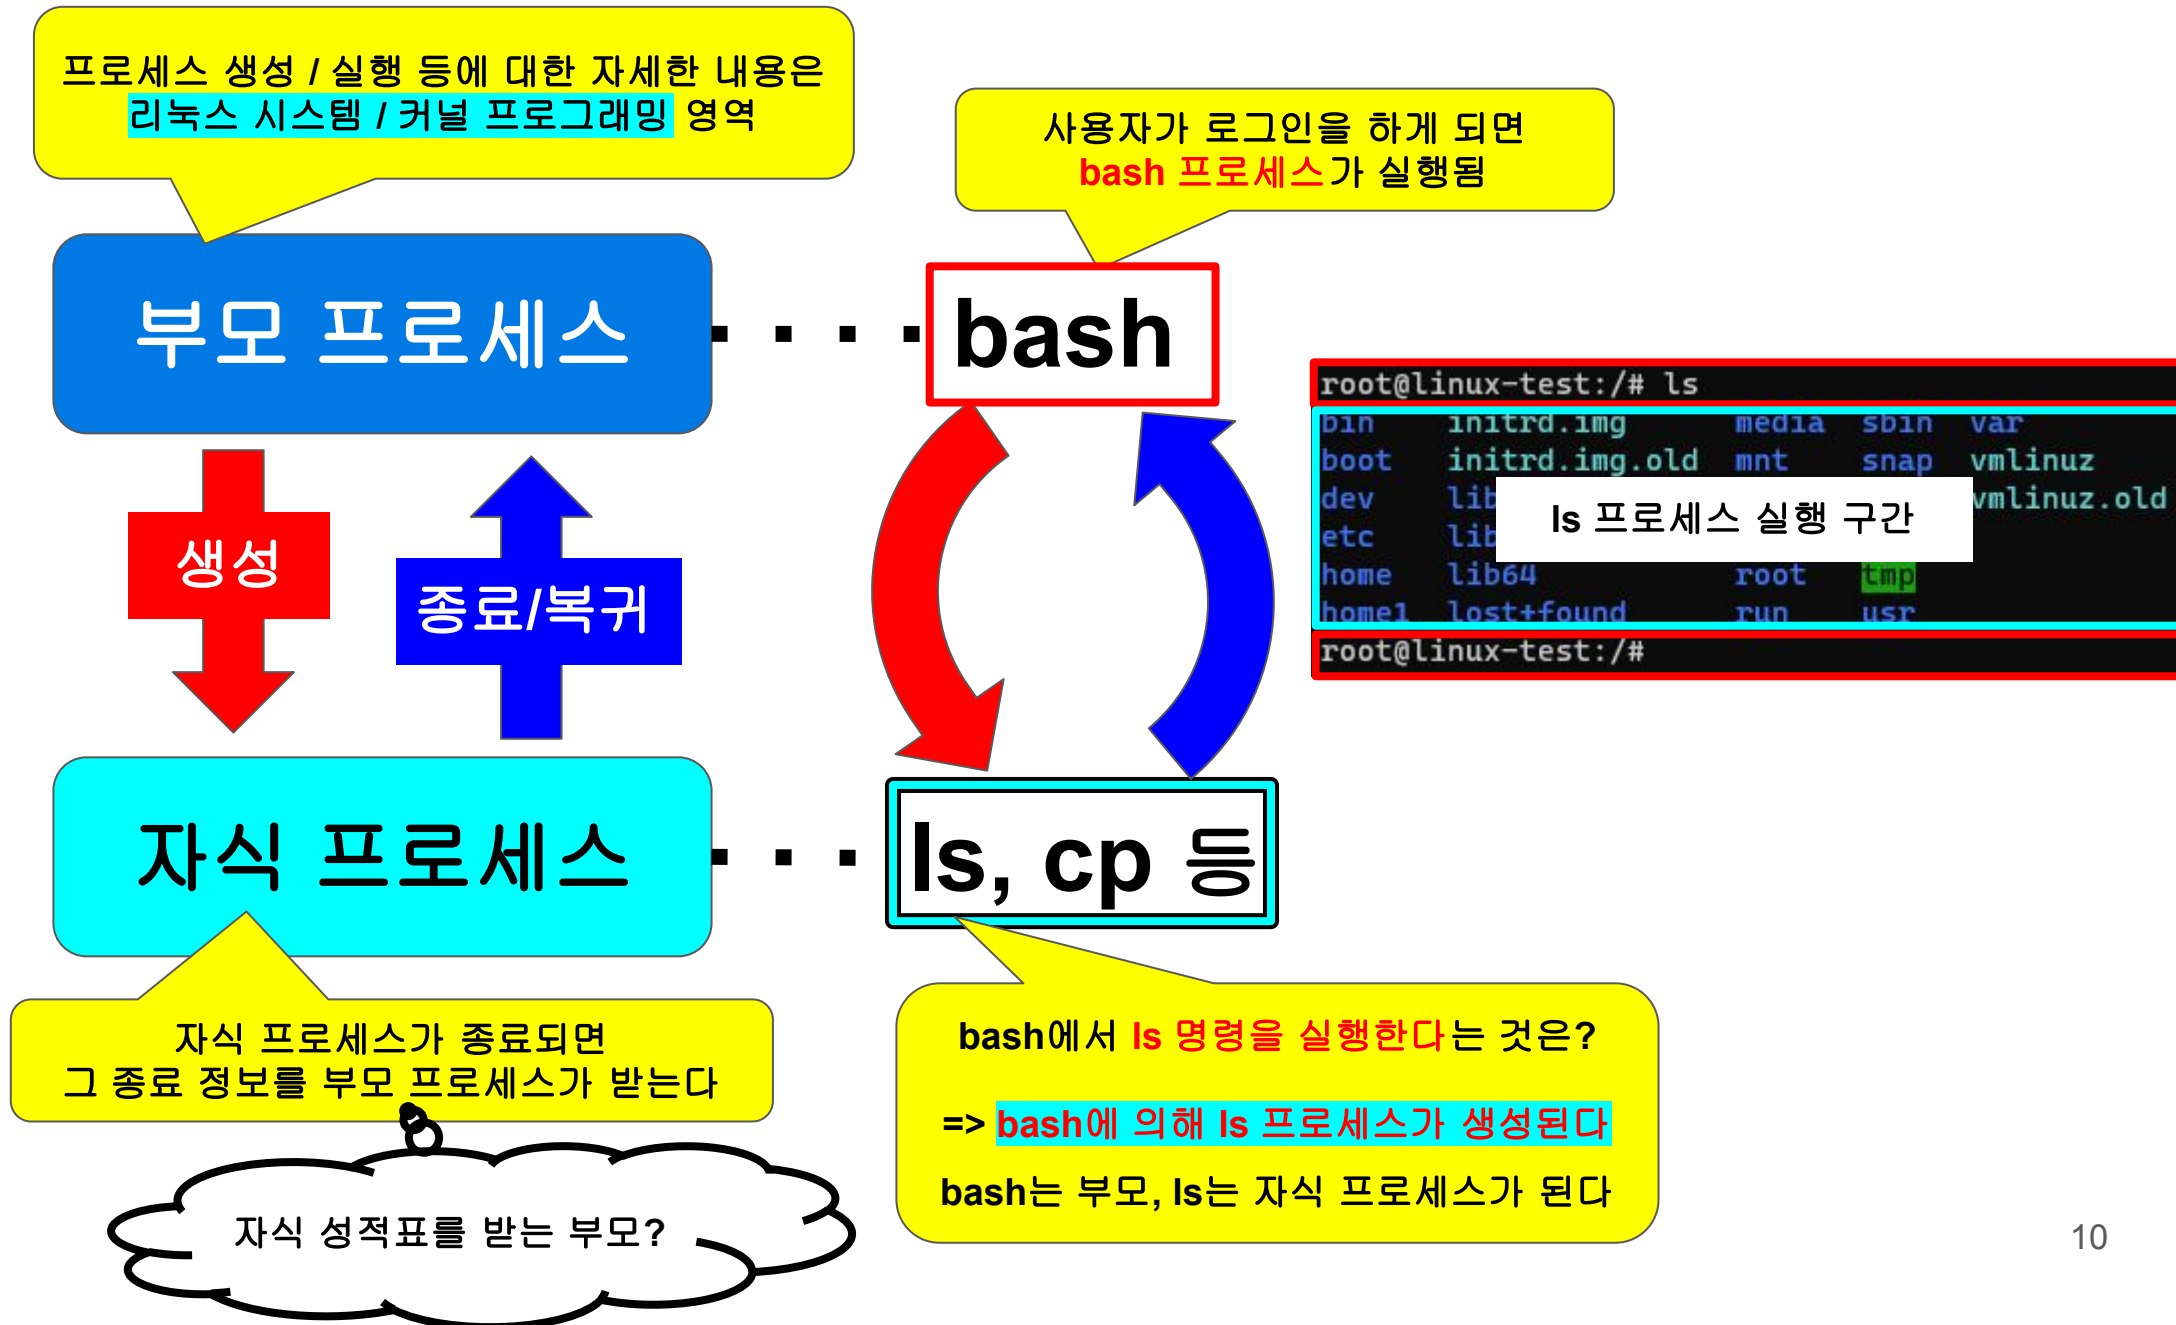 프로세스 생성 / 실행 등에 대한 자세한 내용은
리눅스 시스템 / 커널 프로그래밍 영역
사용자가 로그인을 하게 되면
bash 프로세스가 실행됨
부모 프로세스
bash
생성
종료/복귀
root@linux-test:/# ls
bin initrd.img media sbin var
boot initrd.img.old mnt snap vmlinuz
dev lib vmlinuz.old
etc lib
ls 프로세스 실행 구간
home lib64 root tmp
home1 lost+found run usr
root@linux-test:/#
자식 프로세스
ls, cp 등
자식 프로세스가 종료되면
그 종료 정보를 부모 프로세스가 받는다
자식 성적표를 받는 부모?
bash에서 ls 명령을 실행한다는 것은?
=> bash에 의해 ls 프로세스가 생성된다
bash는 부모, ls는 자식 프로세스가 된다
10